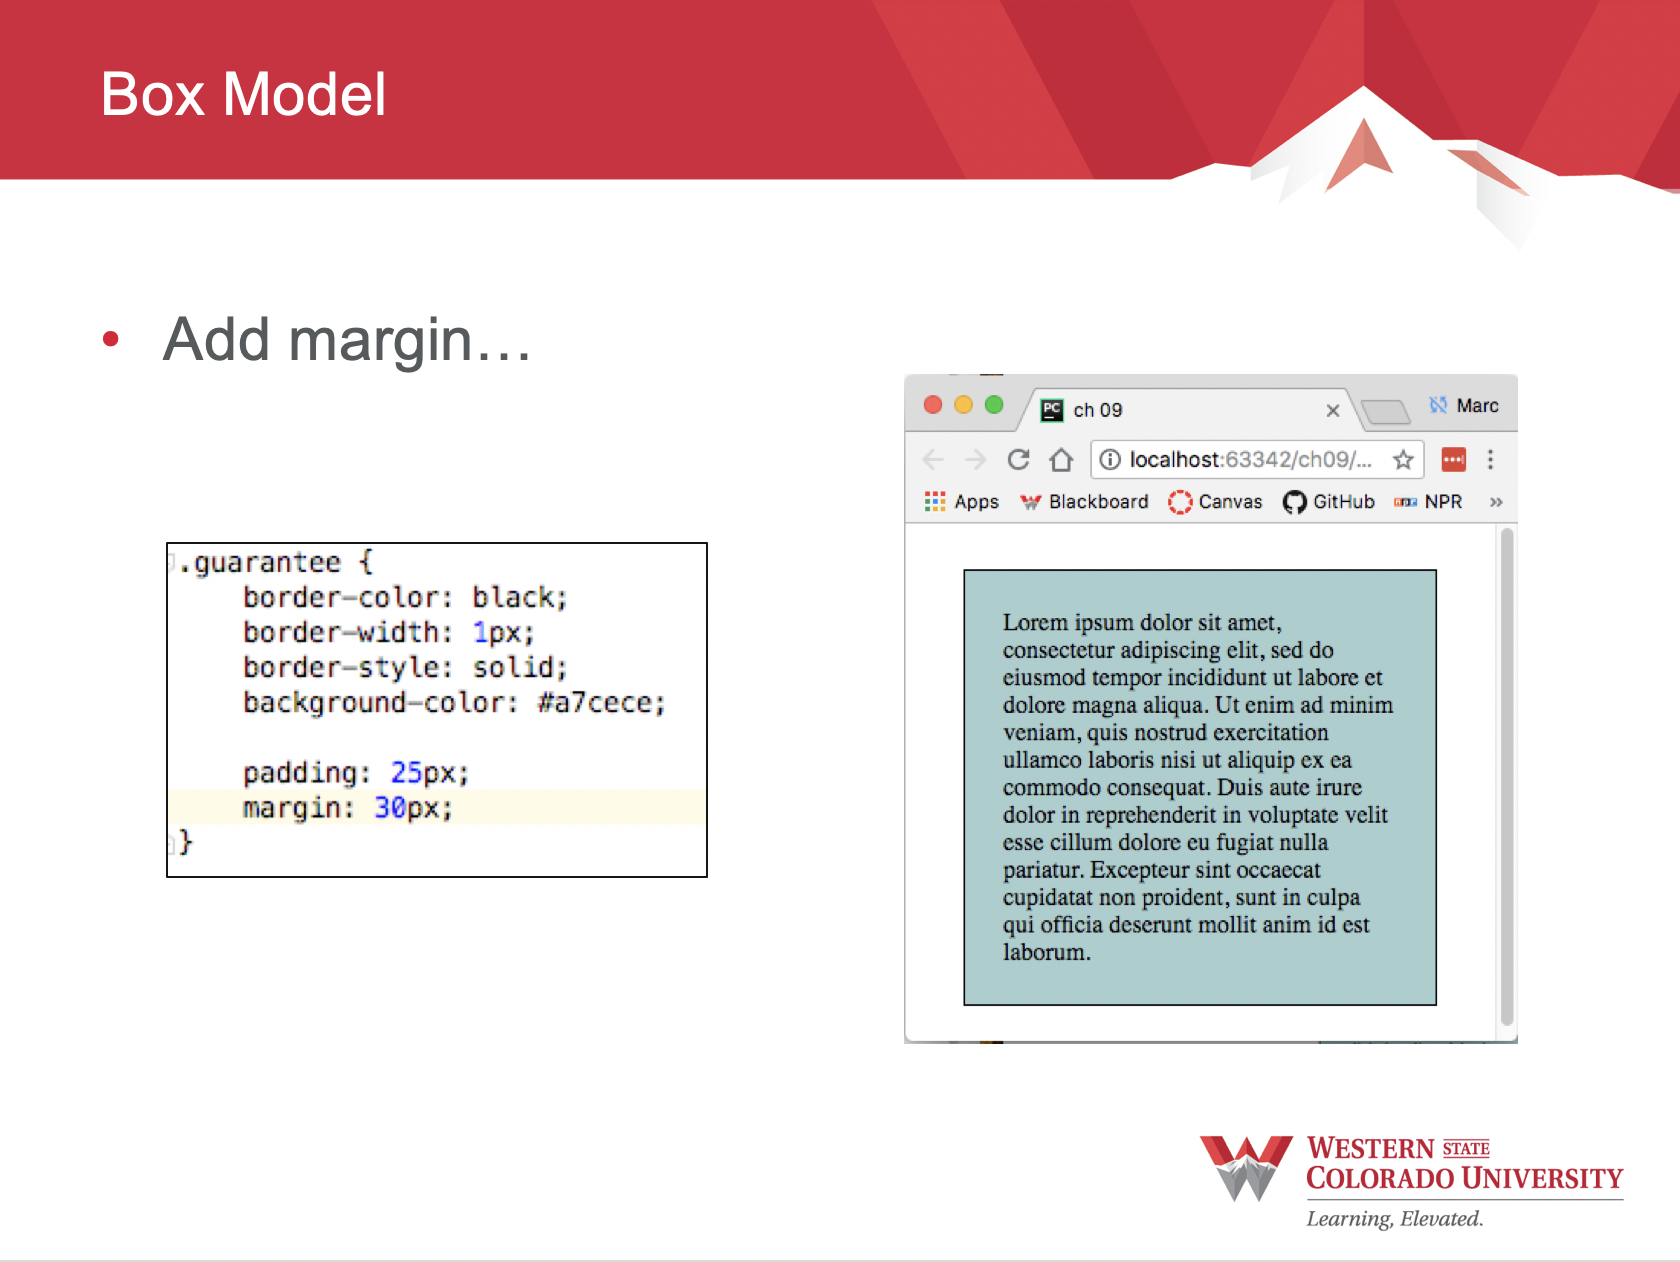 Box Model
• Add margin…
.guarantee {
    border-color: black;
    border-width: 1px;
    border-style: solid;
    background-color: #a7cece;

    padding: 25px;
    margin: 30px;
}
PC ch 09
Marc
localhost:63342/ch09/...
Apps Blackboard Canvas GitHub npr NPR »
Lorem ipsum dolor sit amet,
consectetur adipiscing elit, sed do
eiusmod tempor incididunt ut labore et
dolore magna aliqua. Ut enim ad minim
veniam, quis nostrud exercitation
ullamco laboris nisi ut aliquip ex ea
commodo consequat. Duis aute irure
dolor in reprehenderit in voluptate velit
esse cillum dolore eu fugiat nulla
pariatur. Excepteur sint occaecat
cupidatat non proident, sunt in culpa
qui officia deserunt mollit anim id est
laborum.
WESTERN STATE
COLORADO UNIVERSITY
Learning, Elevated.